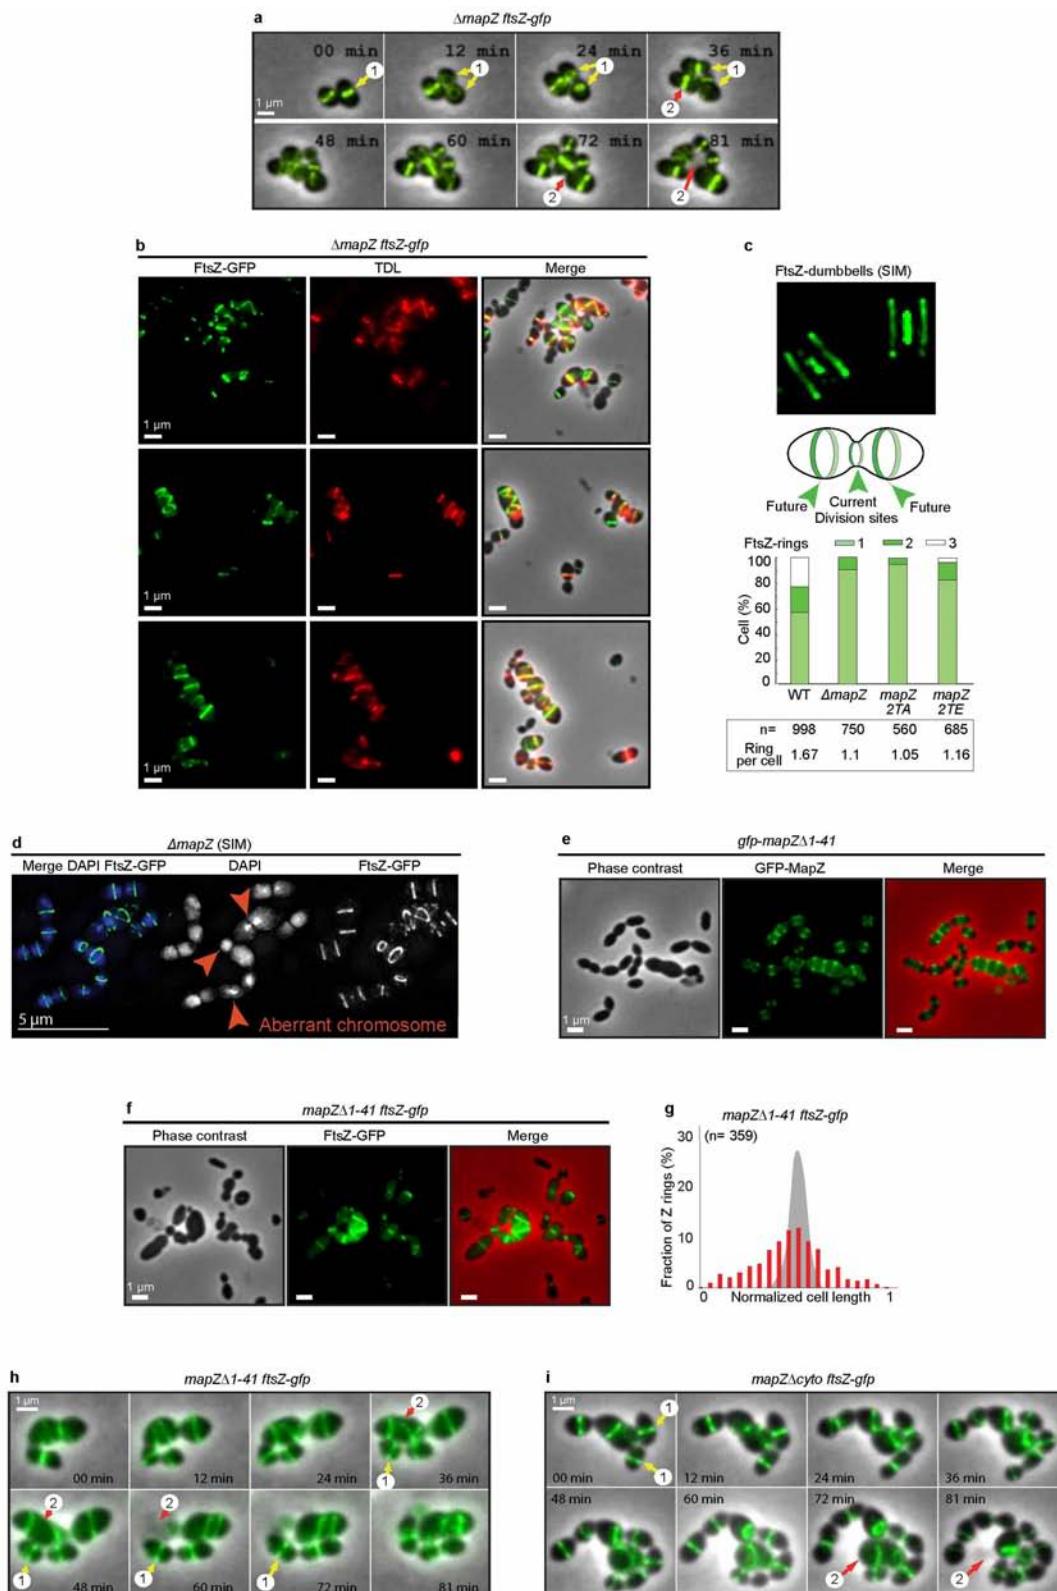 a
ΔmapZ ftsZ-gfp
00 min
12 min
24 min
36 min
1
1
1
1
2
1 µm
48 min
60 min
72 min
81 min
2
2
b
ΔmapZ ftsZ-gfp
FtsZ-GFP
TDL
Merge
1 µm
1 µm
1 µm
c
FtsZ-dumbbells (SIM)
Future
Current
Future
Division sites
FtsZ-rings
1
2
3
Cell (%)
100
80
60
40
20
0
WT
ΔmapZ
mapZ
mapZ
2TA
2TE
n=
998
750
560
685
Ring
per cell
1.67
1.1
1.05
1.16
d
ΔmapZ (SIM)
Merge DAPI FtsZ-GFP
DAPI
FtsZ-GFP
5 µm
Aberrant chromosome
e
gfp-mapZΔ1-41
Phase contrast
GFP-MapZ
Merge
1 µm
f
mapZΔ1-41 ftsZ-gfp
Phase contrast
FtsZ-GFP
Merge
1 µm
g
mapZΔ1-41 ftsZ-gfp
(n= 359)
Fraction of Z rings (%)
30
20
10
0
0
Normalized cell length
1
h
mapZΔ1-41 ftsZ-gfp
1 µm
2
1
00 min
12 min
24 min
36 min
2
2
1
1
1
48 min
60 min
72 min
81 min
i
mapZΔcyto ftsZ-gfp
1 µm
1
1
00 min
12 min
24 min
36 min
48 min
60 min
72 min
81 min
2
2